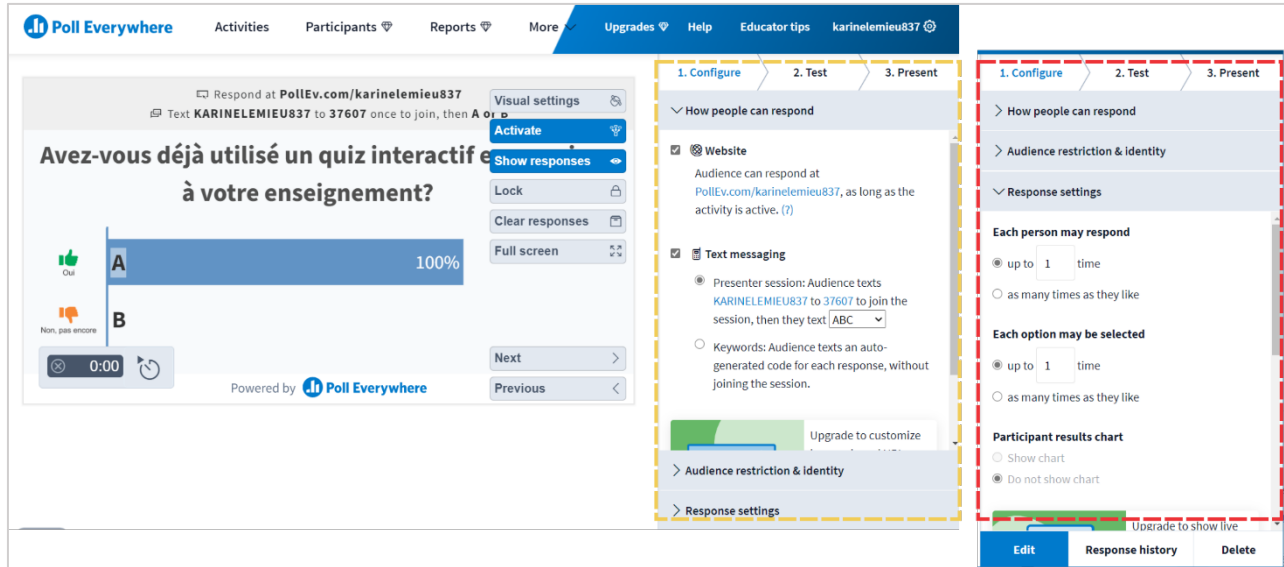 Poll Everywhere
Activities
Participants
Reports
More
Upgrades
Help
Educator tips
karinelemieu837
Respond at PollEv.com/karinelemieu837
Text KARINELEMIEU837 to 37607 once to join, then A or B
Avez-vous déjà utilisé un quiz interactif e
à votre enseignement?
Oui
A
100%
Non, pas encore
B
0:00
Powered by Poll Everywhere
Visual settings
Activate
Show responses
Lock
Clear responses
Full screen
Next
Previous
1. Configure
2. Test
3. Present
How people can respond
Website
Audience can respond at
PollEv.com/karinelemieu837, as long as the
activity is active. (?)
Text messaging
Presenter session: Audience texts
KARINELEMIEU837 to 37607 to join the
session, then they text ABC
Keywords: Audience texts an auto-
generated code for each response, without
joining the session.
Upgrade to customize
Audience restriction & identity
Response settings
1. Configure
2. Test
3. Present
How people can respond
Audience restriction & identity
Response settings
Each person may respond
up to 1 time
as many times as they like
Each option may be selected
up to 1 time
as many times as they like
Participant results chart
Show chart
Do not show chart
Upgrade to show live
Edit
Response history
Delete